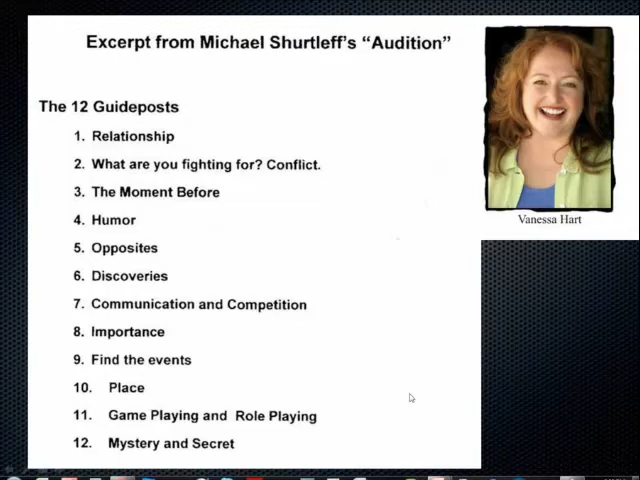 Excerpt from Michael Shurtleff's "Audition"
The 12 Guideposts
1. Relationship
2. What are you fighting for? Conflict.
3. The Moment Before
4. Humor
5. Opposites
6. Discoveries
7. Communication and Competition
8. Importance
9. Find the events
10. Place
11. Game Playing and Role Playing
12. Mystery and Secret
Vanessa Hart